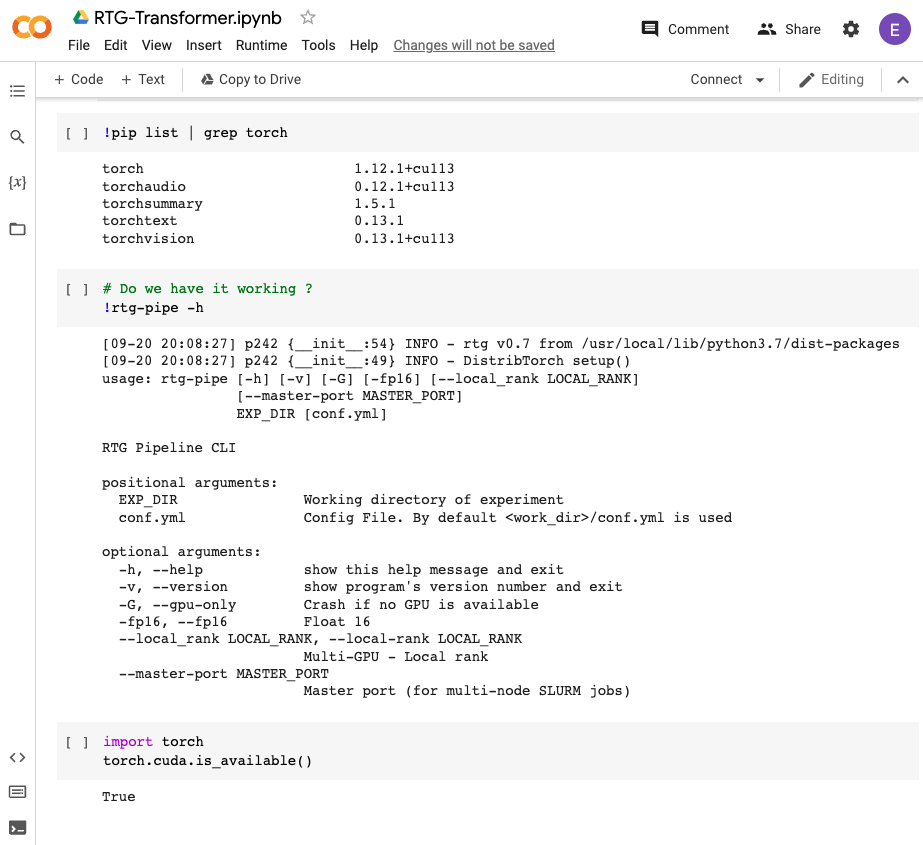 RTG-Transformer.ipynb
Comment
Share
E
File Edit View Insert Runtime Tools Help Changes will not be saved
+ Code + Text Copy to Drive Connect Editing
[ ] !pip list | grep torch
torch 1.12.1+cu113
torchaudio 0.12.1+cu113
torchsummary 1.5.1
torchtext 0.13.1
torchvision 0.13.1+cu113
[ ] # Do we have it working ?
!rtg-pipe -h
[09-20 20:08:27] p242 {__init__:54} INFO - rtg v0.7 from /usr/local/lib/python3.7/dist-packages
[09-20 20:08:27] p242 {__init__:49} INFO - DistribTorch setup()
usage: rtg-pipe [-h] [-v] [-G] [-fp16] [--local_rank LOCAL_RANK]
[--master-port MASTER_PORT]
EXP_DIR [conf.yml]
RTG Pipeline CLI
positional arguments:
EXP_DIR Working directory of experiment
conf.yml Config File. By default <work_dir>/conf.yml is used
optional arguments:
-h, --help show this help message and exit
-v, --version show program's version number and exit
-G, --gpu-only Crash if no GPU is available
-fp16, --fp16 Float 16
--local_rank LOCAL_RANK, --local-rank LOCAL_RANK
Multi-GPU - Local rank
--master-port MASTER_PORT
Master port (for multi-node SLURM jobs)
[ ] import torch
torch.cuda.is_available()
True
{x}